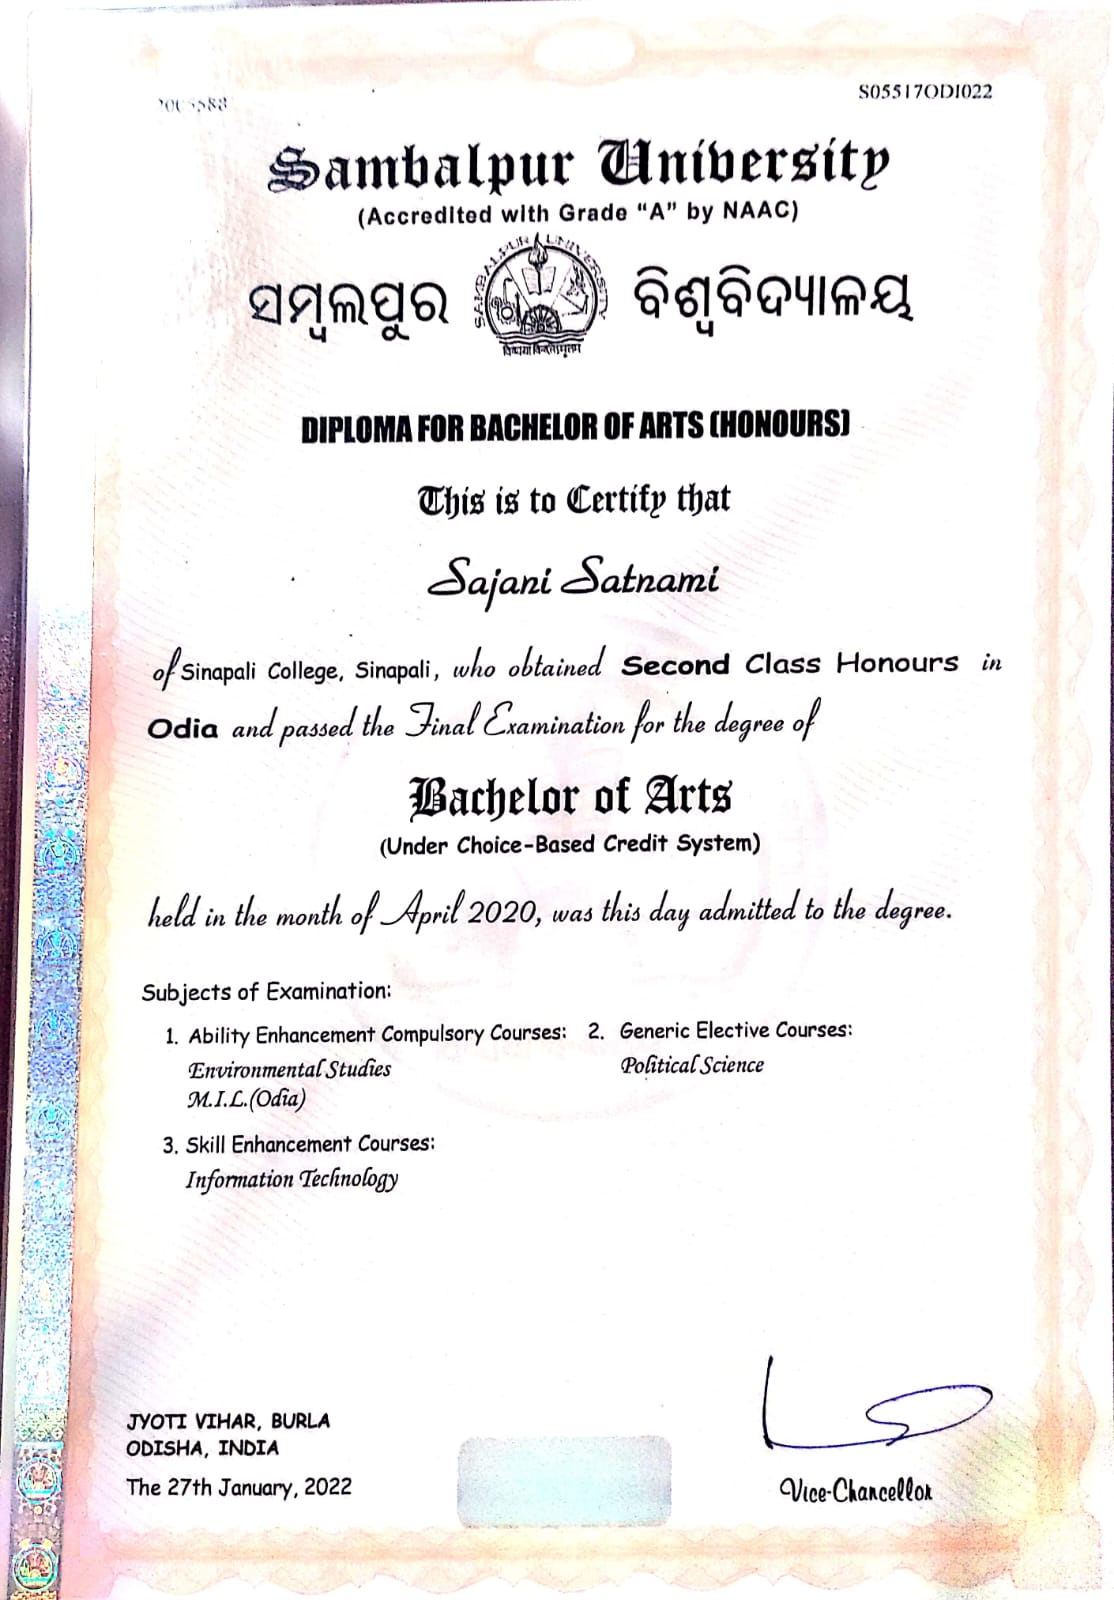 S05517ODI022
Sambalpur University
(Accredited with Grade "A" by NAAC)
ସମ୍ବଲପୁର ବିଶ୍ୱବିଦ୍ୟାଳୟ
SAMBALPUR UNIVERSITY
DIPLOMA FOR BACHELOR OF ARTS (HONOURS)
This is to Certify that
Sajani Satnami
of Sinapali College, Sinapali, who obtained Second Class Honours in
Odia and passed the Final Examination for the degree of
Bachelor of Arts
(Under Choice-Based Credit System)
held in the month of April 2020, was this day admitted to the degree.
Subjects of Examination:
1. Ability Enhancement Compulsory Courses: 2. Generic Elective Courses:
Environmental Studies Political Science
M.I.L.(Odia)
3. Skill Enhancement Courses:
Information Technology
JYOTI VIHAR, BURLA
ODISHA, INDIA
The 27th January, 2022
Vice-Chancellor